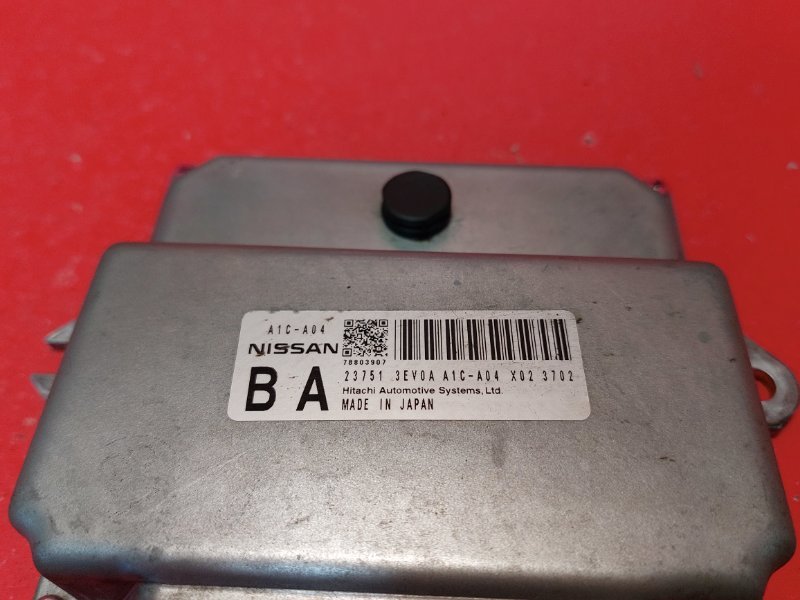 A1C-A04
NISSAN
78803907
B A
23751 3EV0A A1C-A04 X02 3702
Hitachi Automotive Systems, Ltd.
MADE IN JAPAN